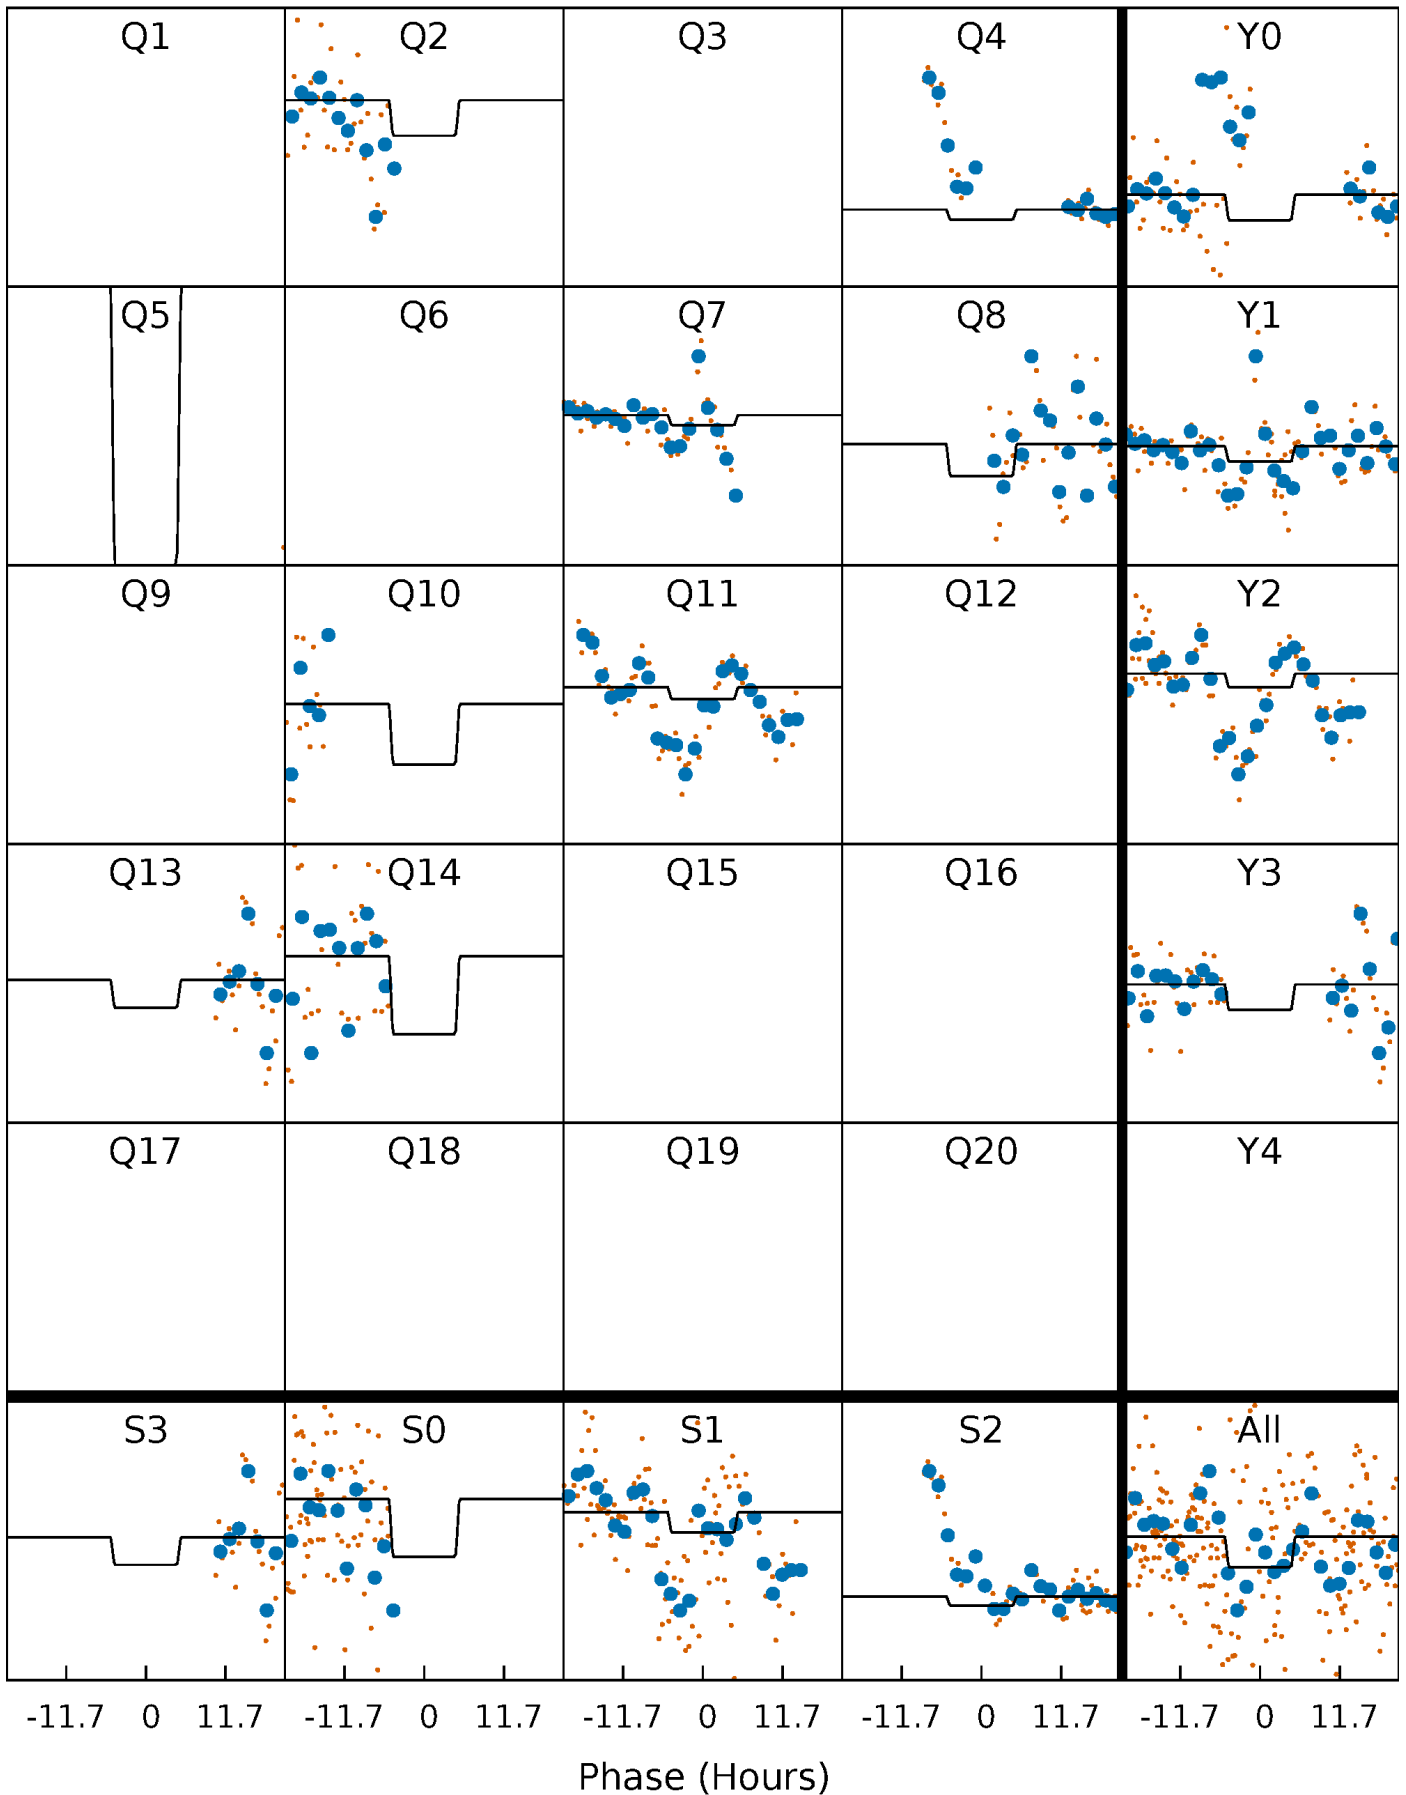 Q1 Q2 Q3 Q4 Y0
Q5 Q6 Q7 Q8 Y1
Q9 Q10 Q11 Q12 Y2
Q13 Q14 Q15 Q16 Y3
Q17 Q18 Q19 Q20 Y4
S3 S0 S1 S2 All
-11.7 0 11.7 -11.7 0 11.7 -11.7 0 11.7 -11.7 0 11.7 -11.7 0 11.7
Phase (Hours)